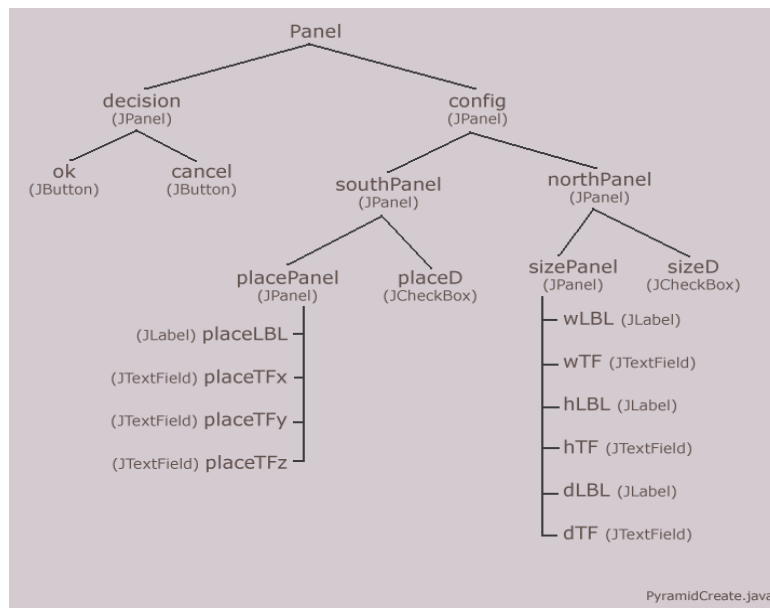 Panel
decision
(JPanel)
config
(JPanel)
ok
(JButton)
cancel
(JButton)
southPanel
(JPanel)
northPanel
(JPanel)
placePanel
(JPanel)
placeD
(JCheckBox)
sizePanel
(JPanel)
sizeD
(JCheckBox)
(JLabel) placeLBL
(JTextField) placeTFx
(JTextField) placeTFy
(JTextField) placeTFz
wLBL (JLabel)
wTF (JTextField)
hLBL (JLabel)
hTF (JTextField)
dLBL (JLabel)
dTF (JTextField)
PyramidCreate.java